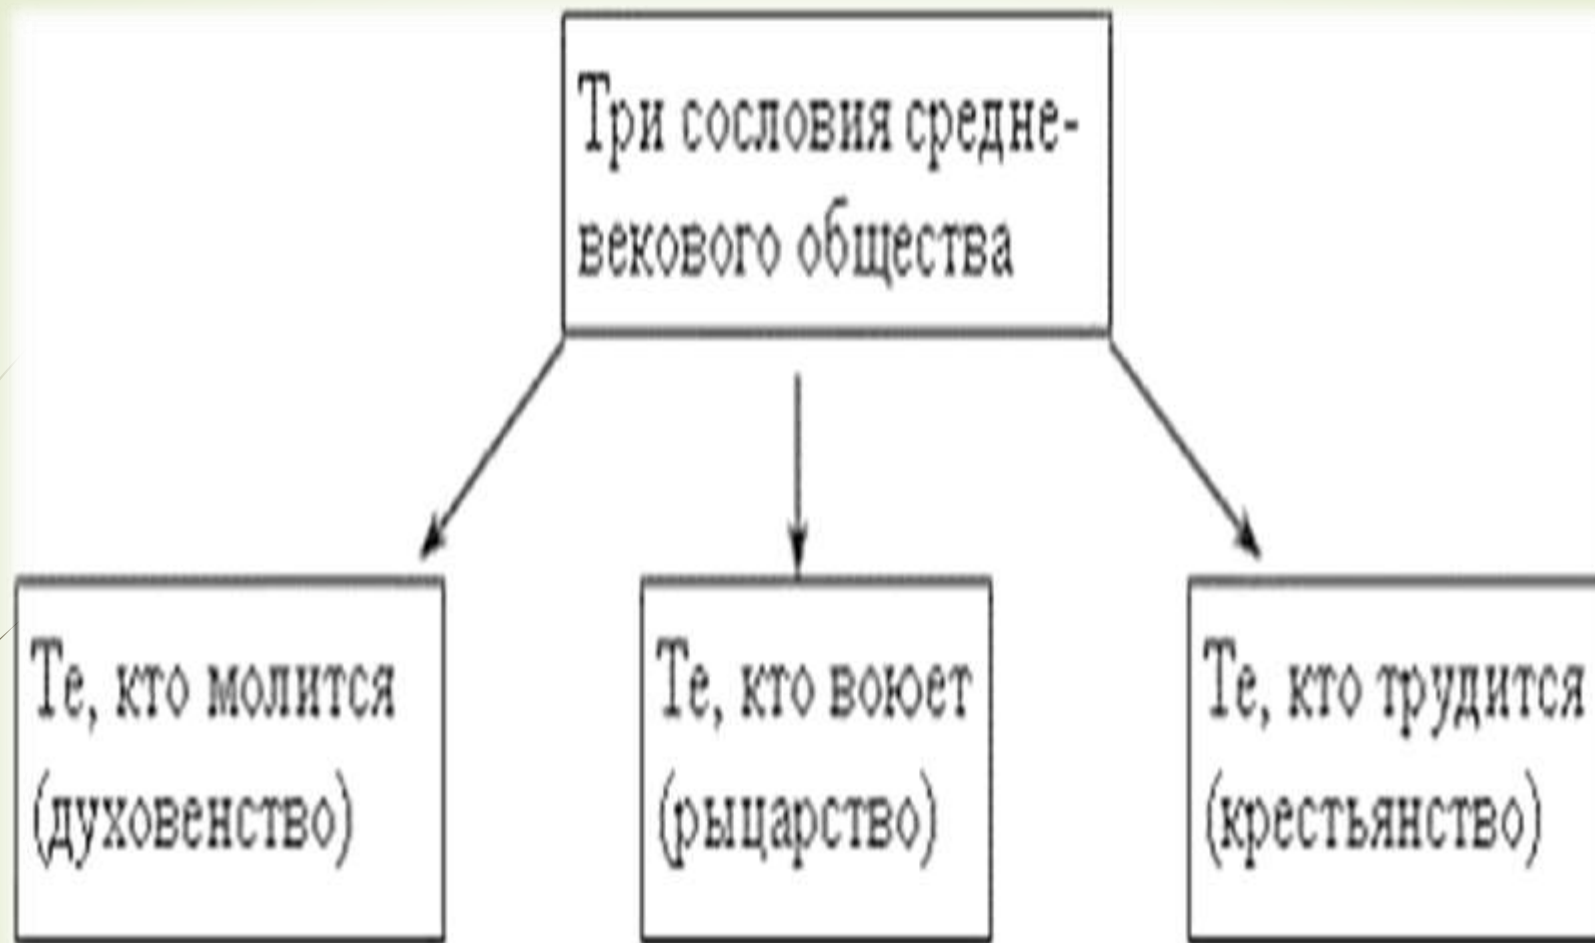 Три сословия средне-
векового общества
Те, кто молится
(духовенство)
Те, кто воюет
(рыцарство)
Те, кто трудится
(крестьянство)